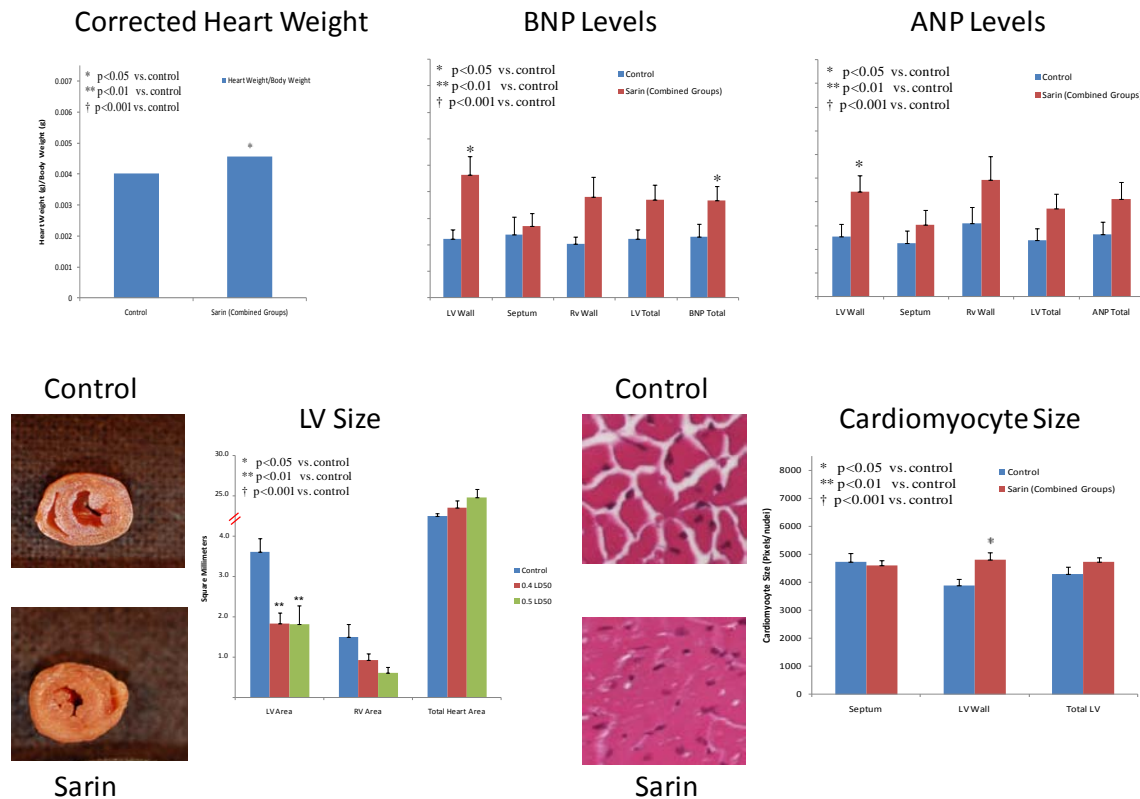 Corrected Heart Weight
Heart Weight (g)/Body Weight (g)
0.007
0.006
0.005
0.004
0.003
0.002
0.001
0
* p<0.05 vs. control
** p<0.01 vs. control
† p<0.001 vs. control
Heart Weight/Body Weight
*
Control
Sarin (Combined Groups)
BNP Levels
* p<0.05 vs. control
** p<0.01 vs. control
† p<0.001 vs. control
Control
Sarin (Combined Groups)
*
*
LV Wall
Septum
Rv Wall
LV Total
BNP Total
ANP Levels
* p<0.05 vs. control
** p<0.01 vs. control
† p<0.001 vs. control
Control
Sarin (Combined Groups)
*
LV Wall
Septum
Rv Wall
LV Total
ANP Total
Control
Sarin
LV Size
Square Millimeters
30.0
25.0
4.0
3.0
2.0
1.0
* p<0.05 vs. control
** p<0.01 vs. control
† p<0.001 vs. control
Control
0.4 LD50
0.5 LD50
**
**
LV Area
RV Area
Total Heart Area
Control
Sarin
Cardiomyocyte Size
Cardiomyocyte Size (Pixels/nudei)
8000
7000
6000
5000
4000
3000
2000
1000
0
* p<0.05 vs. control
** p<0.01 vs. control
† p<0.001 vs. control
Control
Sarin (Combined Groups)
*
Septum
LV Wall
Total LV